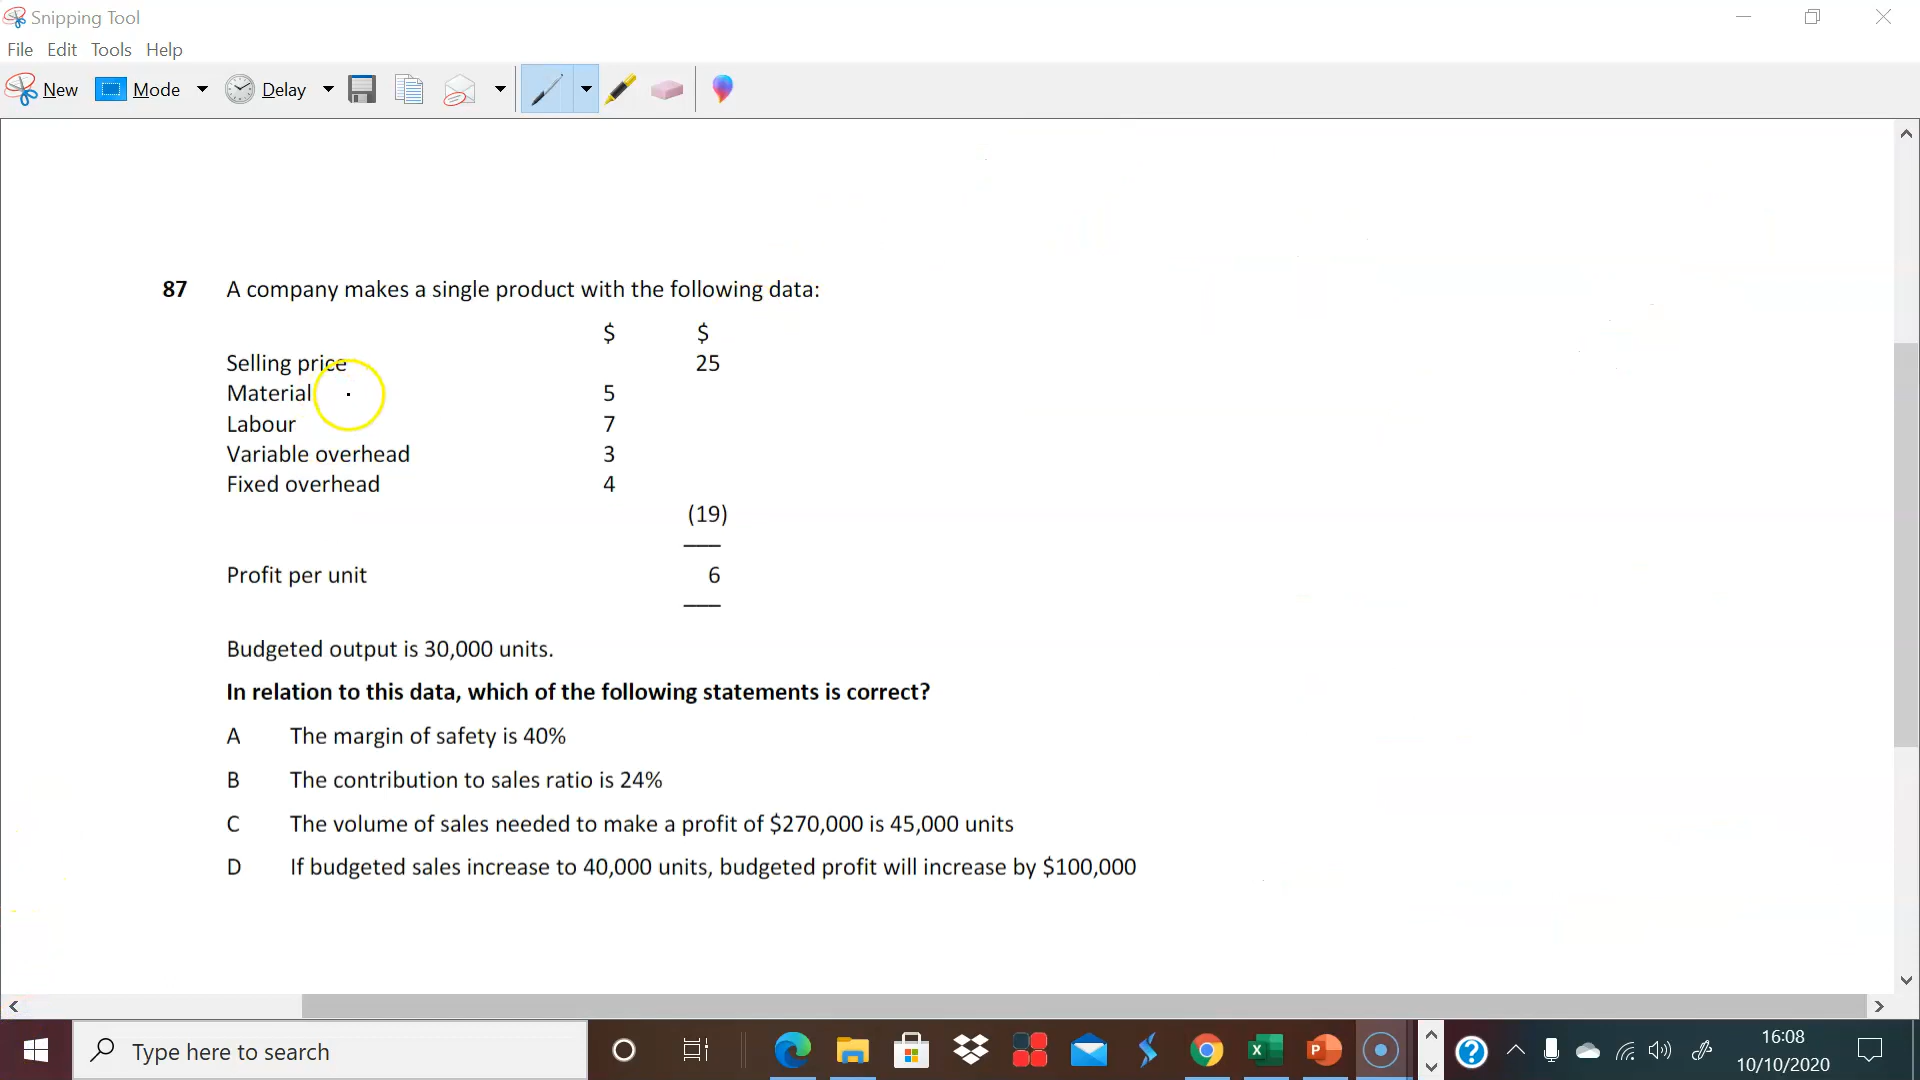 Snipping Tool
File Edit Tools Help
New Mode Delay
87 A company makes a single product with the following data:
$ $
Selling price 25
Material 5
Labour 7
Variable overhead 3
Fixed overhead 4
(19)
Profit per unit 6
Budgeted output is 30,000 units.
In relation to this data, which of the following statements is correct?
A The margin of safety is 40%
B The contribution to sales ratio is 24%
C The volume of sales needed to make a profit of $270,000 is 45,000 units
D If budgeted sales increase to 40,000 units, budgeted profit will increase by $100,000
Type here to search
16:08
10/10/2020